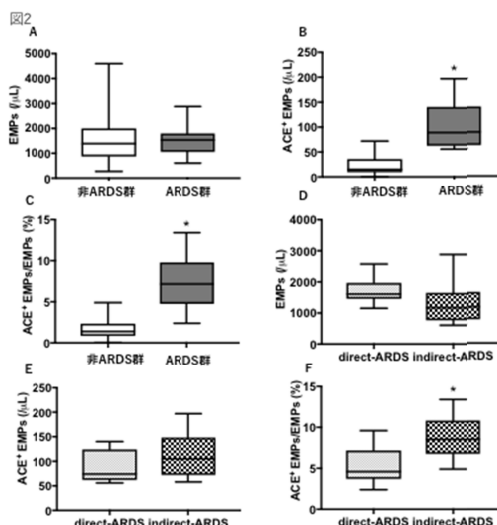 図2
A
EMPs (/μL)
5000
4000
3000
2000
1000
0
非ARDS群 ARDS群
B
ACE+ EMPs (/μL)
250
200
150
100
50
0
*
非ARDS群 ARDS群
C
ACE+ EMPs/EMPs (%)
15
10
5
0
*
非ARDS群 ARDS群
D
EMPs (/μL)
4000
3000
2000
1000
0
direct-ARDS indirect-ARDS
E
ACE+ EMPs (/μL)
250
200
150
100
50
0
direct-ARDS indirect-ARDS
F
ACE+ EMPs/EMPs (%)
15
10
5
0
*
direct-ARDS indirect-ARDS